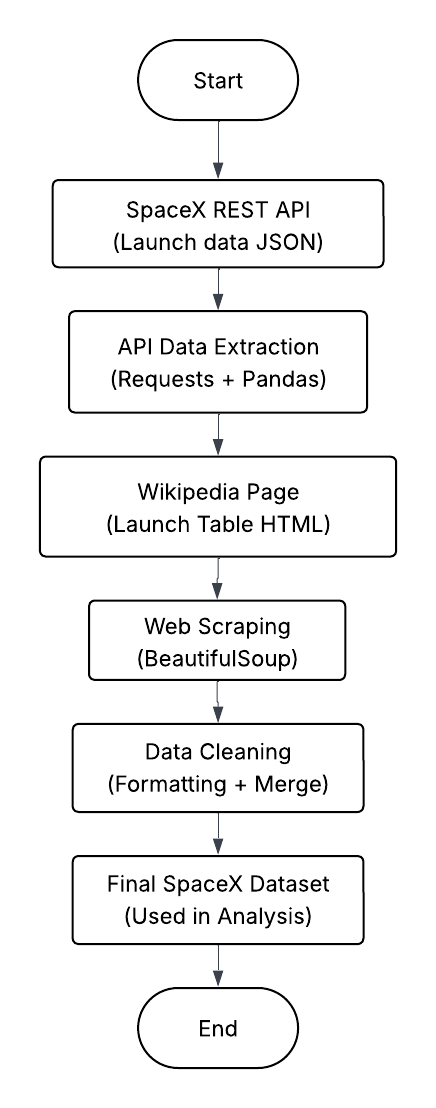 Start
SpaceX REST API
(Launch data JSON)
API Data Extraction
(Requests + Pandas)
Wikipedia Page
(Launch Table HTML)
Web Scraping
(BeautifulSoup)
Data Cleaning
(Formatting + Merge)
Final SpaceX Dataset
(Used in Analysis)
End